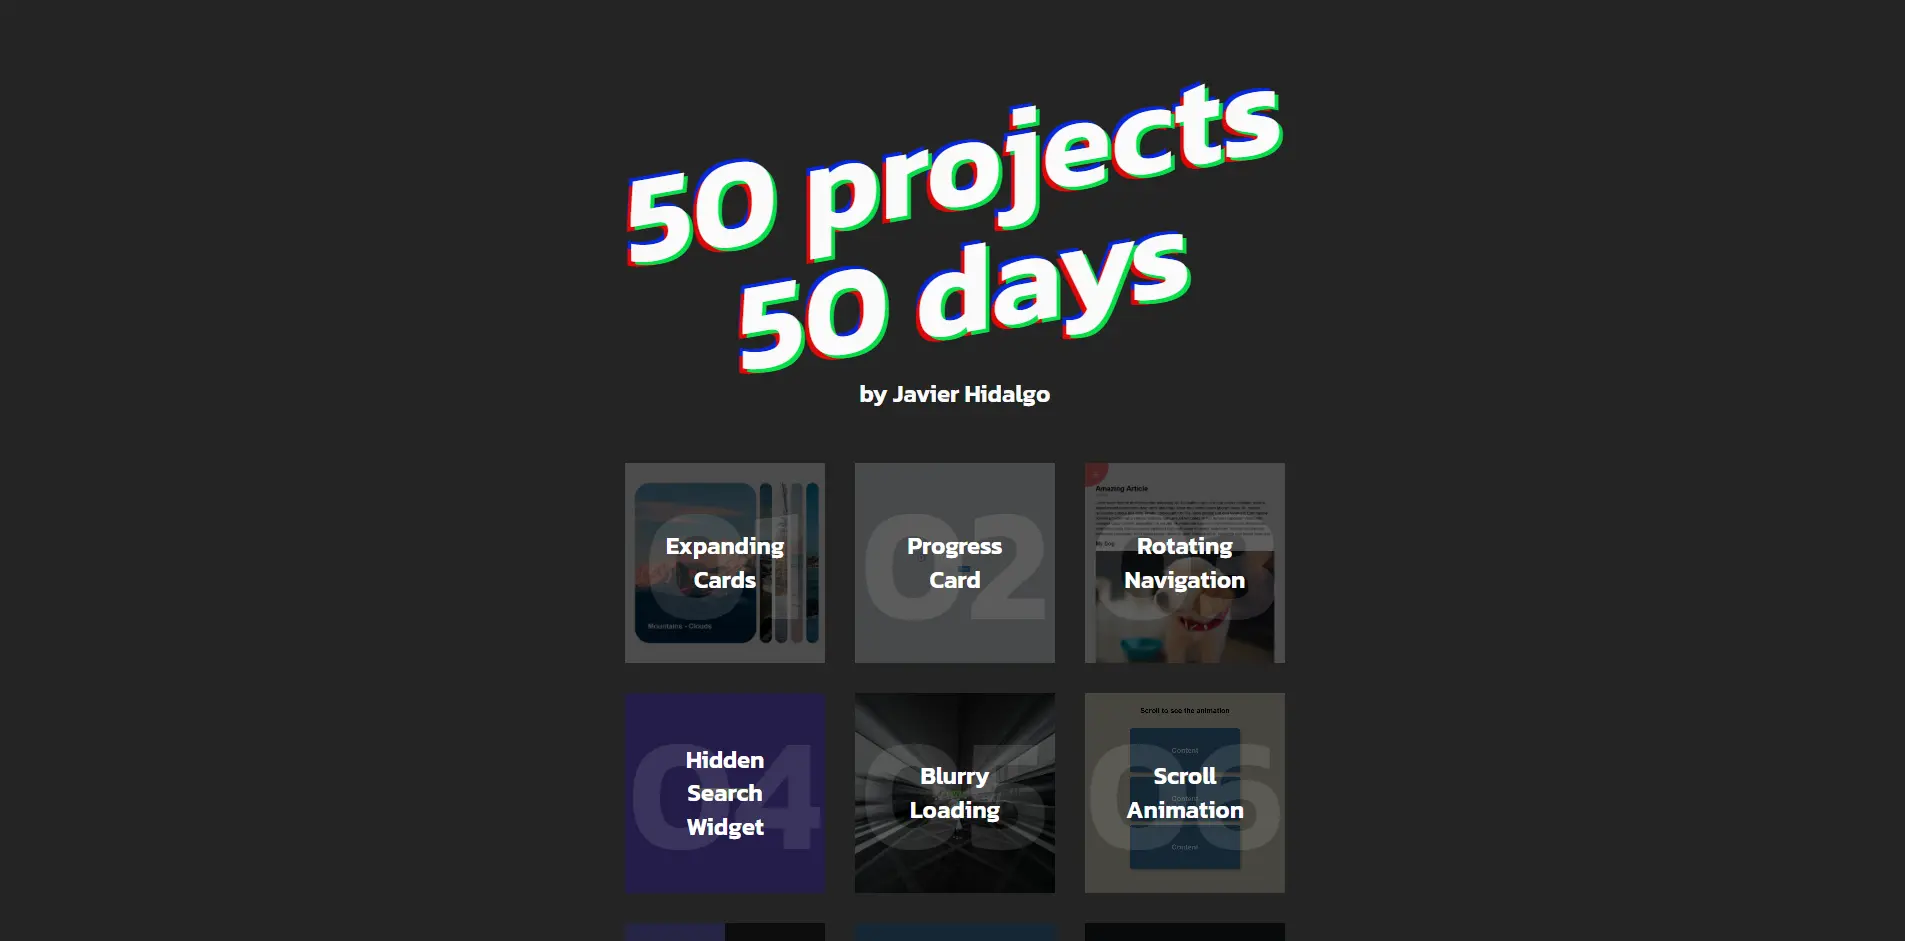 50 projects
50 days
by Javier Hidalgo
01
Expanding
Cards
Mountains - Clouds
02
Progress
Card
Amazing Article
03
Rotating
Navigation
My Dog
04
Hidden
Search
Widget
05
Blurry
Loading
Scroll to see the animation
Content
06
Scroll
Content
Animation
Content